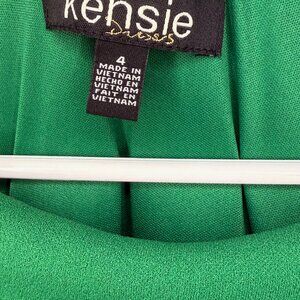 kensie
Dresses
4
MADE IN
VIETNAM
HECHO EN
VIETNAM
FAIT EN
VIETNAM